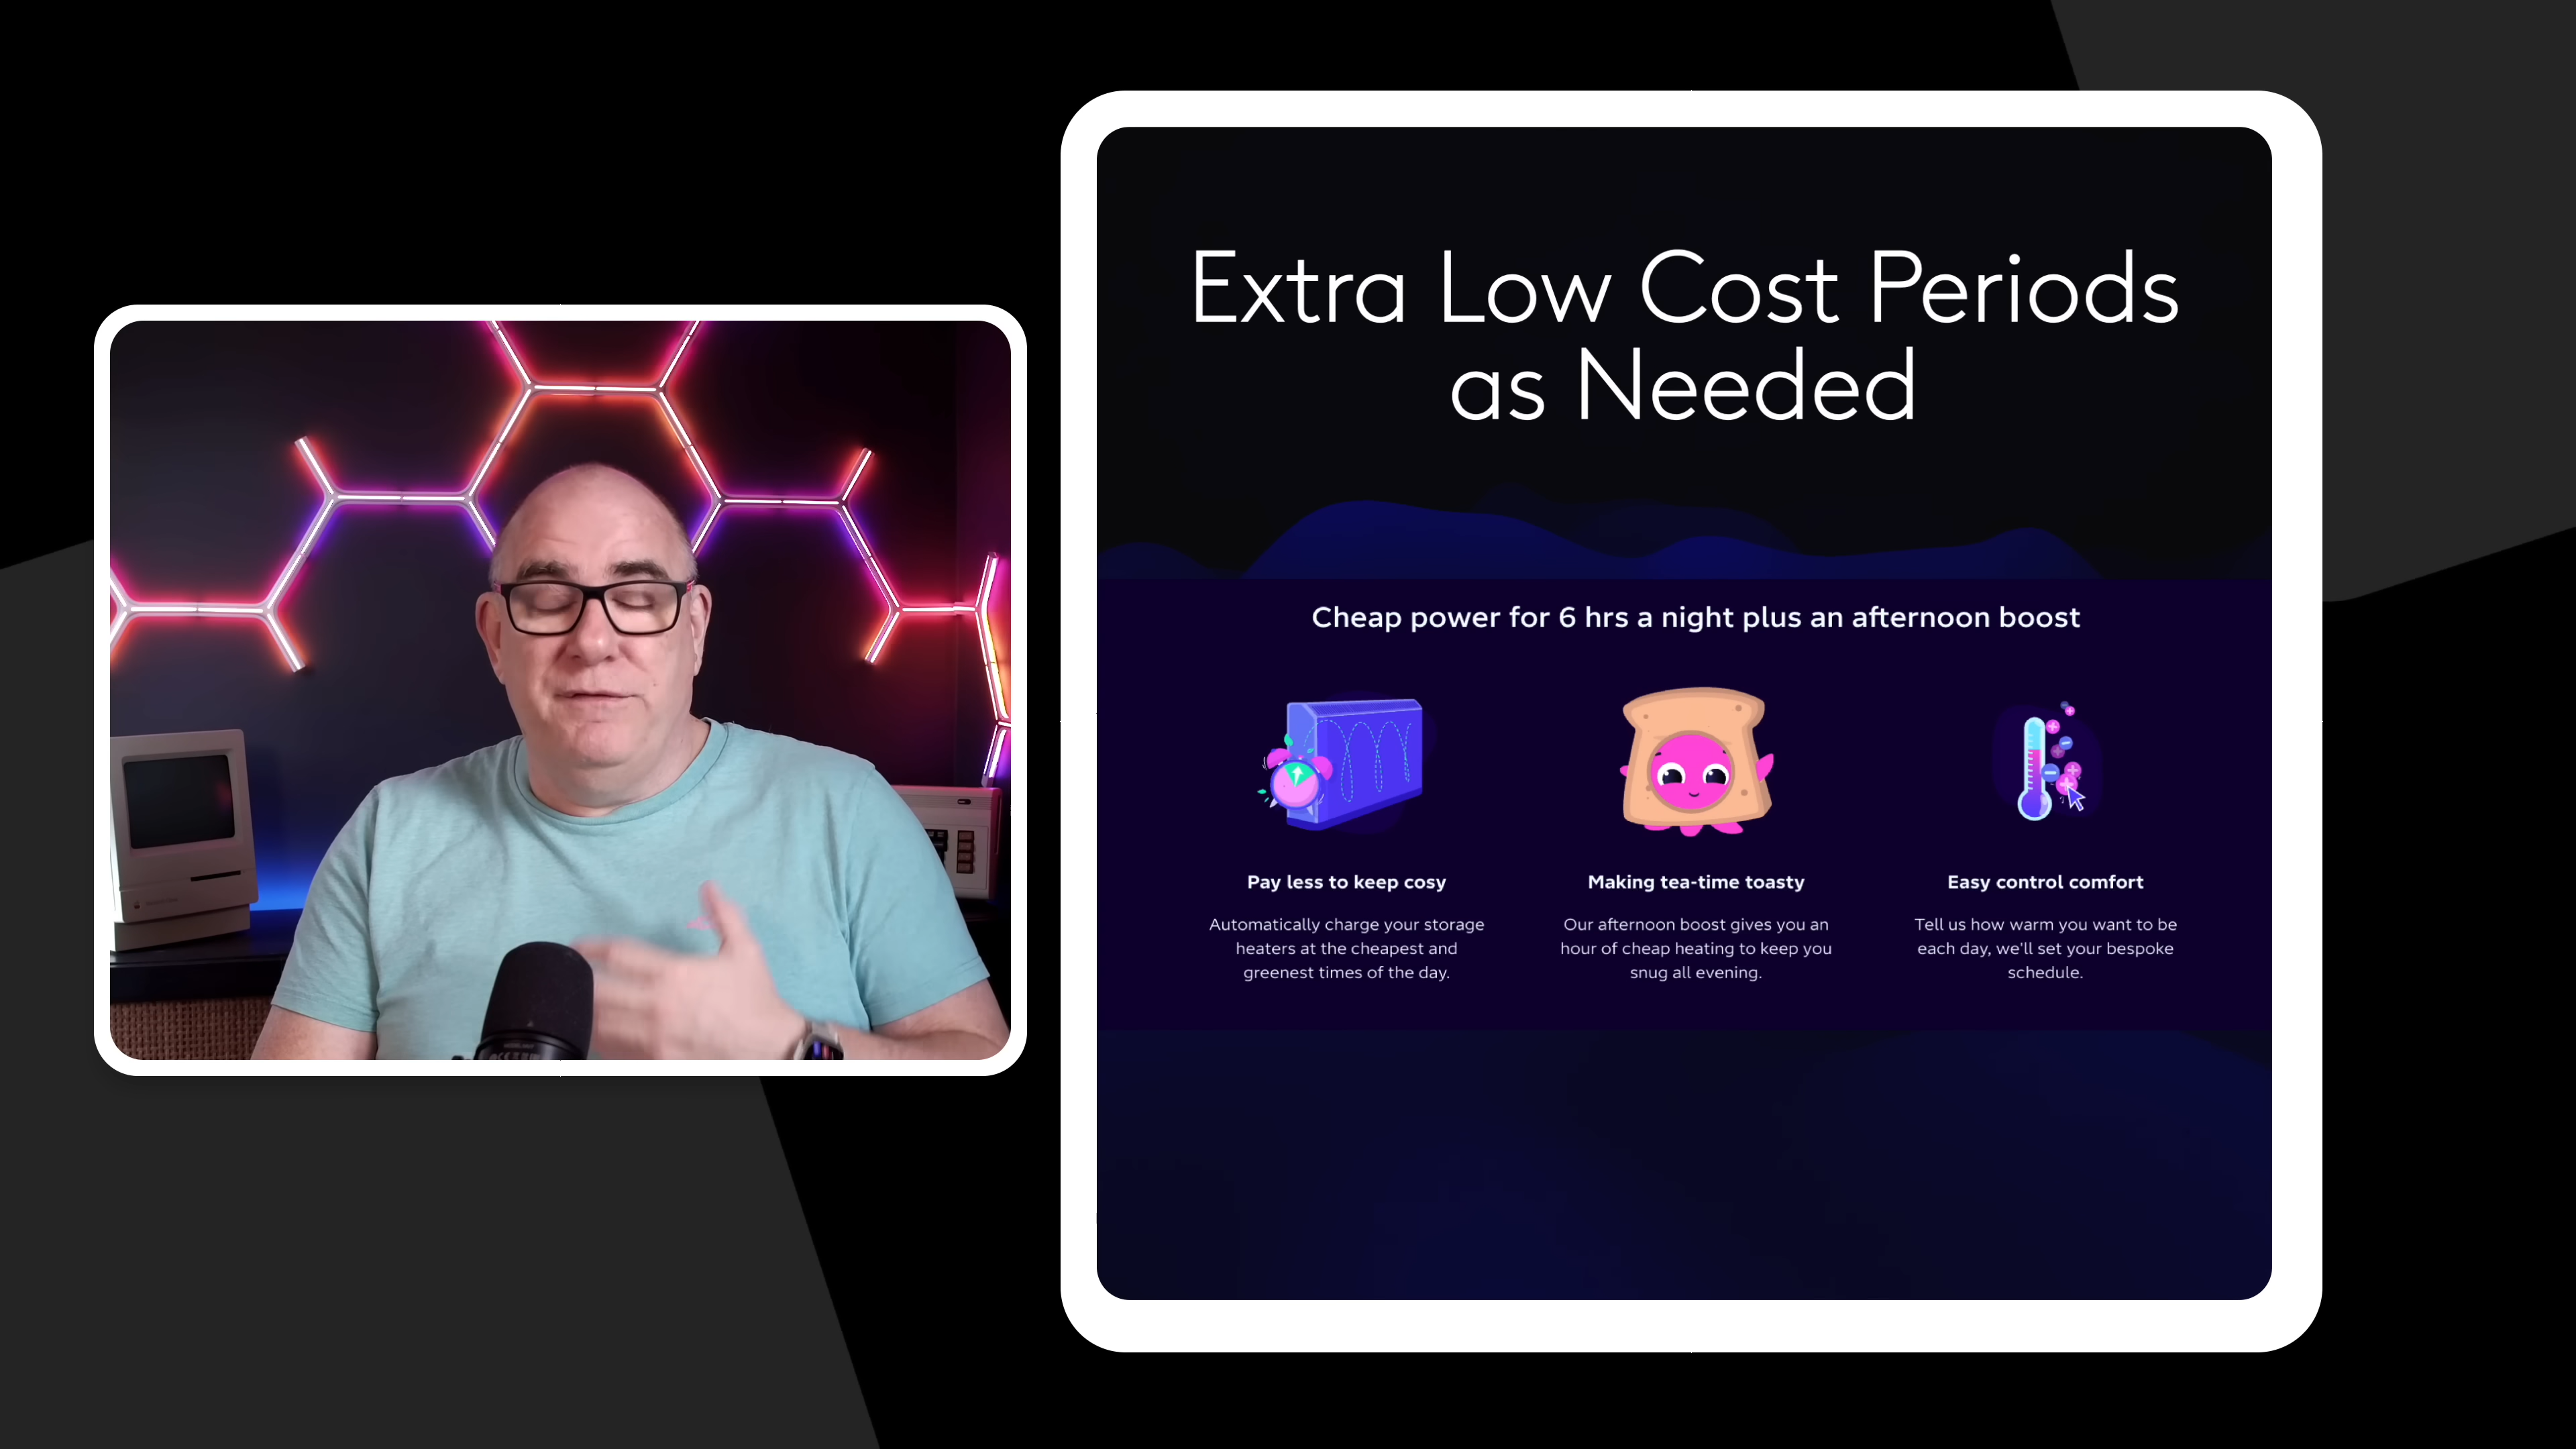 Extra Low Cost Periods
as Needed
Cheap power for 6 hrs a night plus an afternoon boost
Pay less to keep cosy
Automatically charge your storage
heaters at the cheapest and
greenest times of the day.
Making tea-time toasty
Our afternoon boost gives you an
hour of cheap heating to keep you
snug all evening.
Easy control comfort
Tell us how warm you want to be
each day, we'll set your bespoke
schedule.